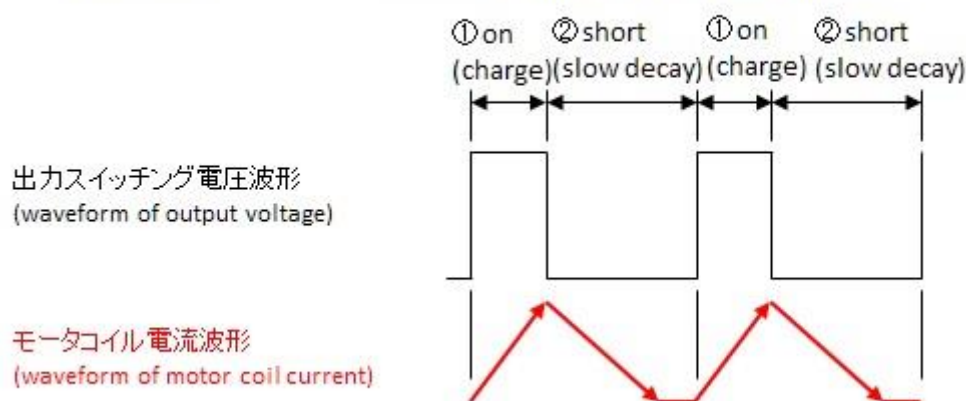 ①on ②short ①on ②short
(charge)(slow decay)(charge) (slow decay)
出力スイッチング電圧波形
(waveform of output voltage)
モータコイル電流波形
(waveform of motor coil current)